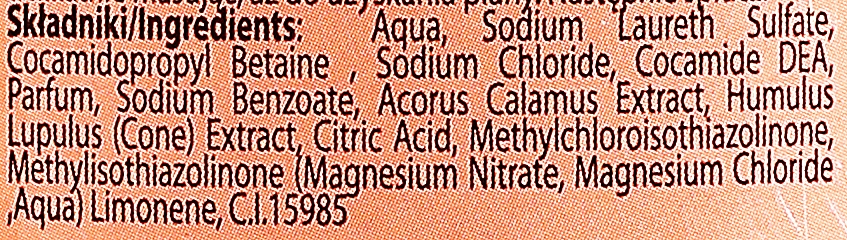 Składniki/Ingredients: Aqua, Sodium Laureth Sulfate,
Cocamidopropyl Betaine , Sodium Chloride, Cocamide DEA,
Parfum, Sodium Benzoate, Acorus Calamus Extract, Humulus
Lupulus (Cone) Extract, Citric Acid, Methylchloroisothiazolinone,
Methylisothiazolinone (Magnesium Nitrate, Magnesium Chloride
,Aqua) Limonene, C.I.15985